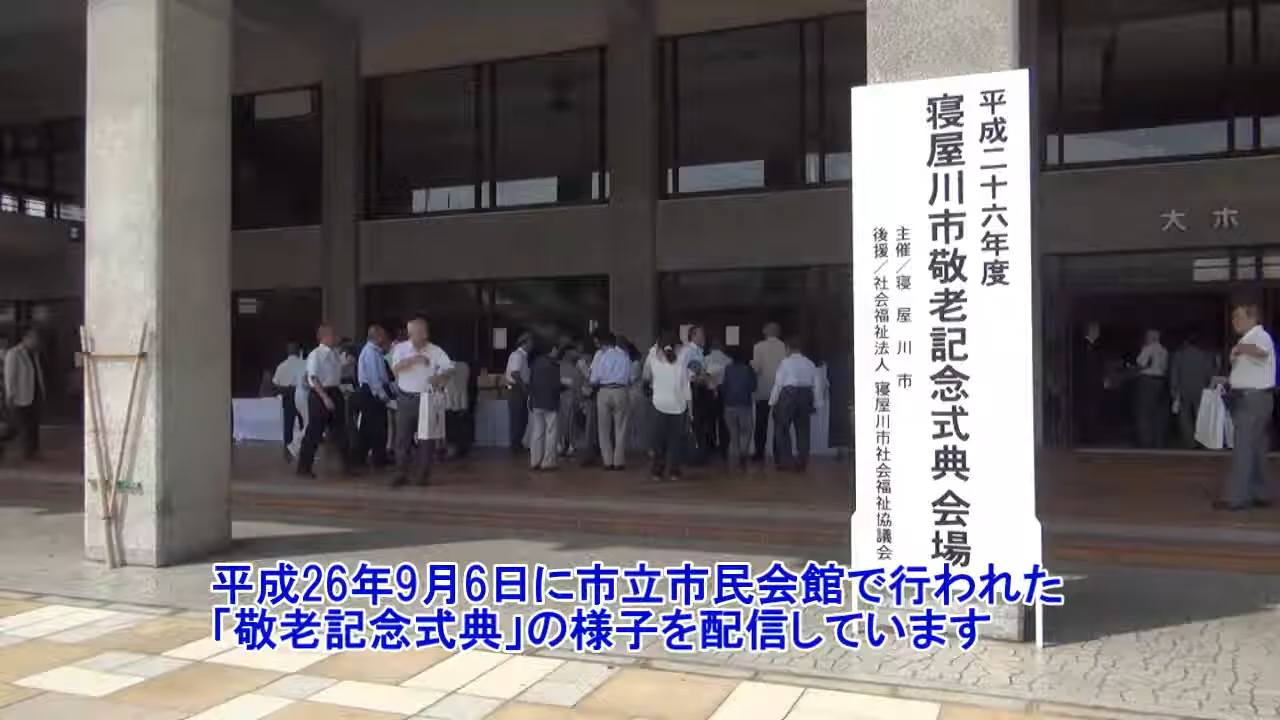 平成二十六年度
寝屋川市敬老記念式典会場
主催／寝屋川市
後援／社会福祉法人 寝屋川市社会福祉協議会
大ホ
平成26年9月6日に市立市民会館で行われた
「敬老記念式典」の様子を配信しています